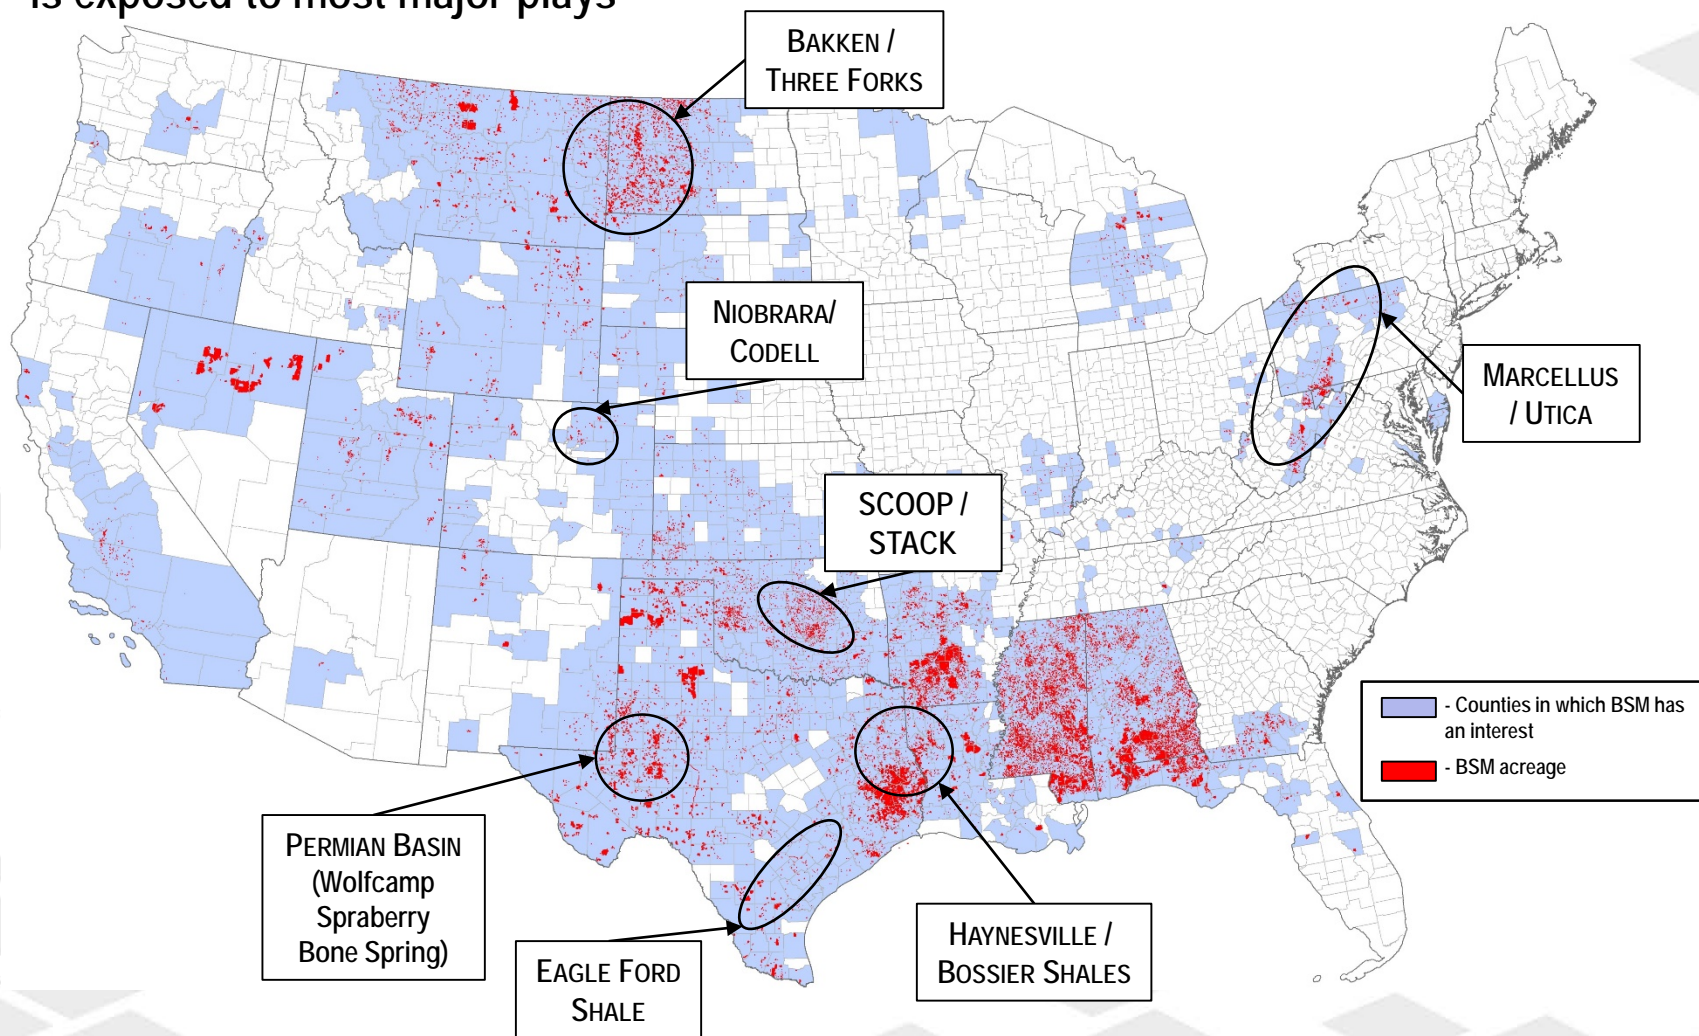 is exposed to most major plays
BAKKEN /
THREE FORKS
NIOBRARA/
CODELL
MARCELLUS
/ UTICA
SCOOP /
STACK
- Counties in which BSM has
an interest
- BSM acreage
PERMIAN BASIN
(Wolfcamp
Spraberry
Bone Spring)
EAGLE FORD
SHALE
HAYNESVILLE /
BOSSIER SHALES